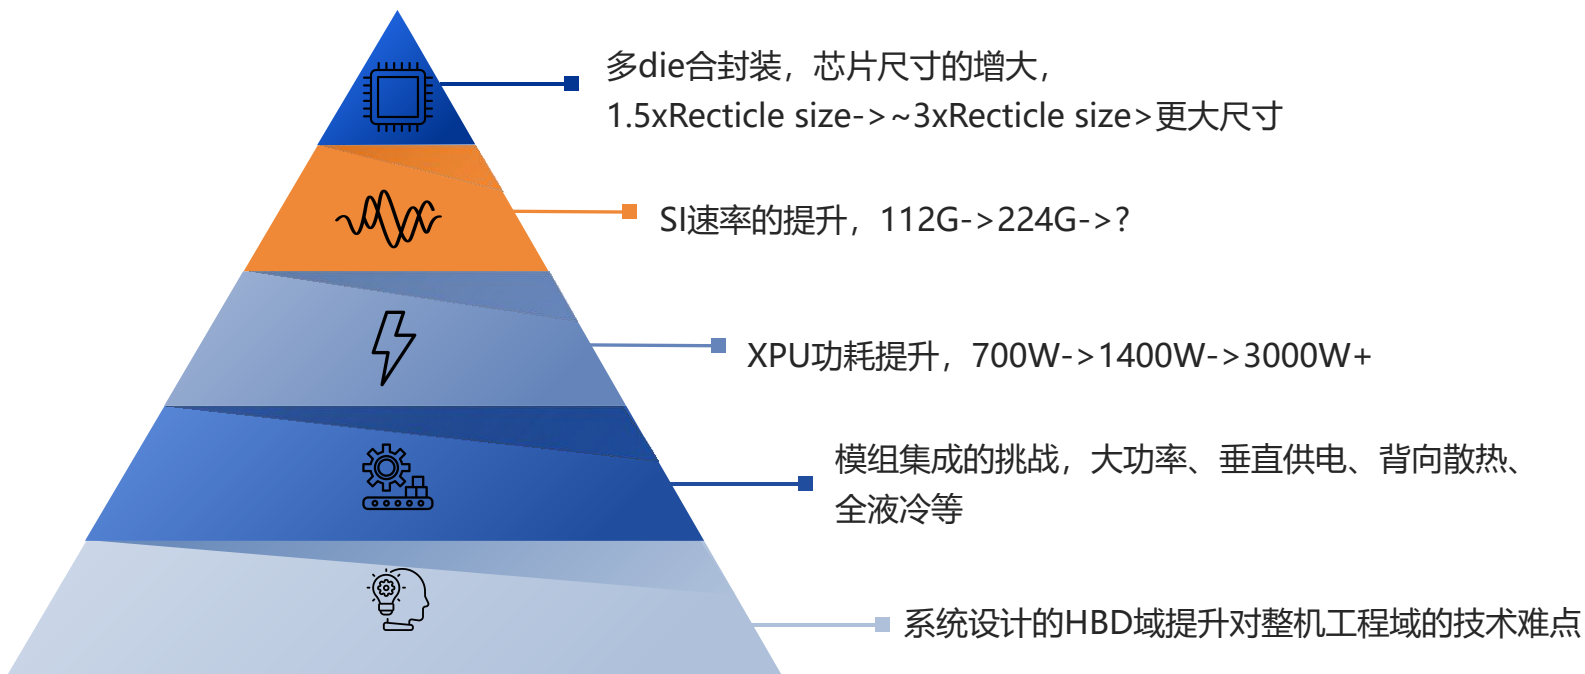 多die合封装，芯片尺寸的增大，
1.5xRecticle size->~3xRecticle size>更大尺寸
SI速率的提升，112G->224G->?
XPU功耗提升，700W->1400W->3000W+
模组集成的挑战，大功率、垂直供电、背向散热、
全液冷等
系统设计的HBD域提升对整机工程域的技术难点